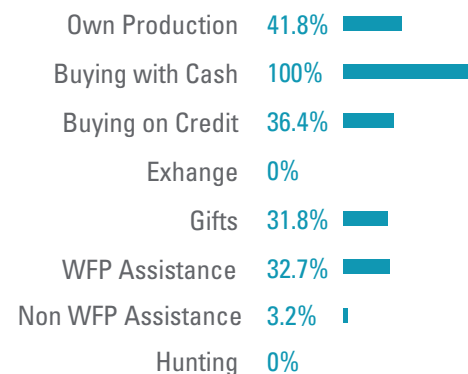 Own Production 41.8%
Buying with Cash 100%
Buying on Credit 36.4%
Exhange 0%
Gifts 31.8%
WFP Assistance 32.7%
Non WFP Assistance 3.2%
Hunting 0%